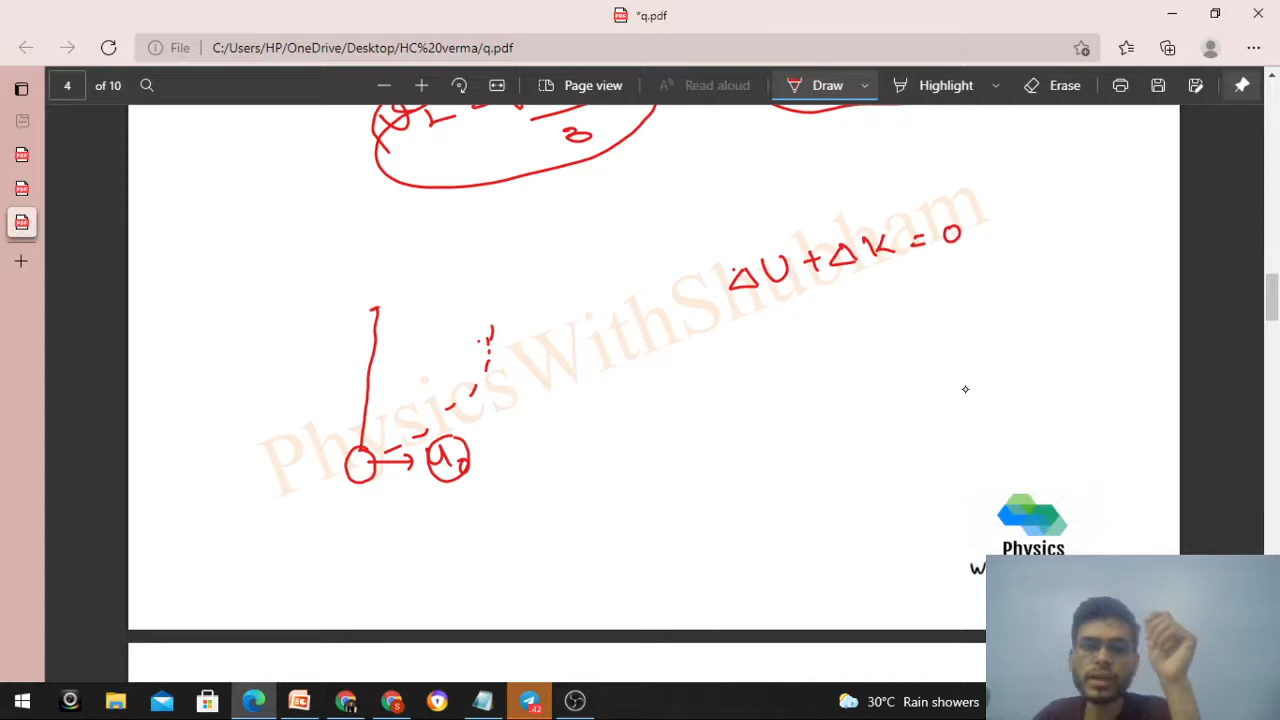 *q.pdf
File C:/Users/HP/OneDrive/Desktop/HC%20verma/q.pdf
4 of 10 Page view Read aloud Draw Highlight Erase
ΔU + ΔK = 0
PhysicsWithShubham
Physics
30°C Rain showers
42